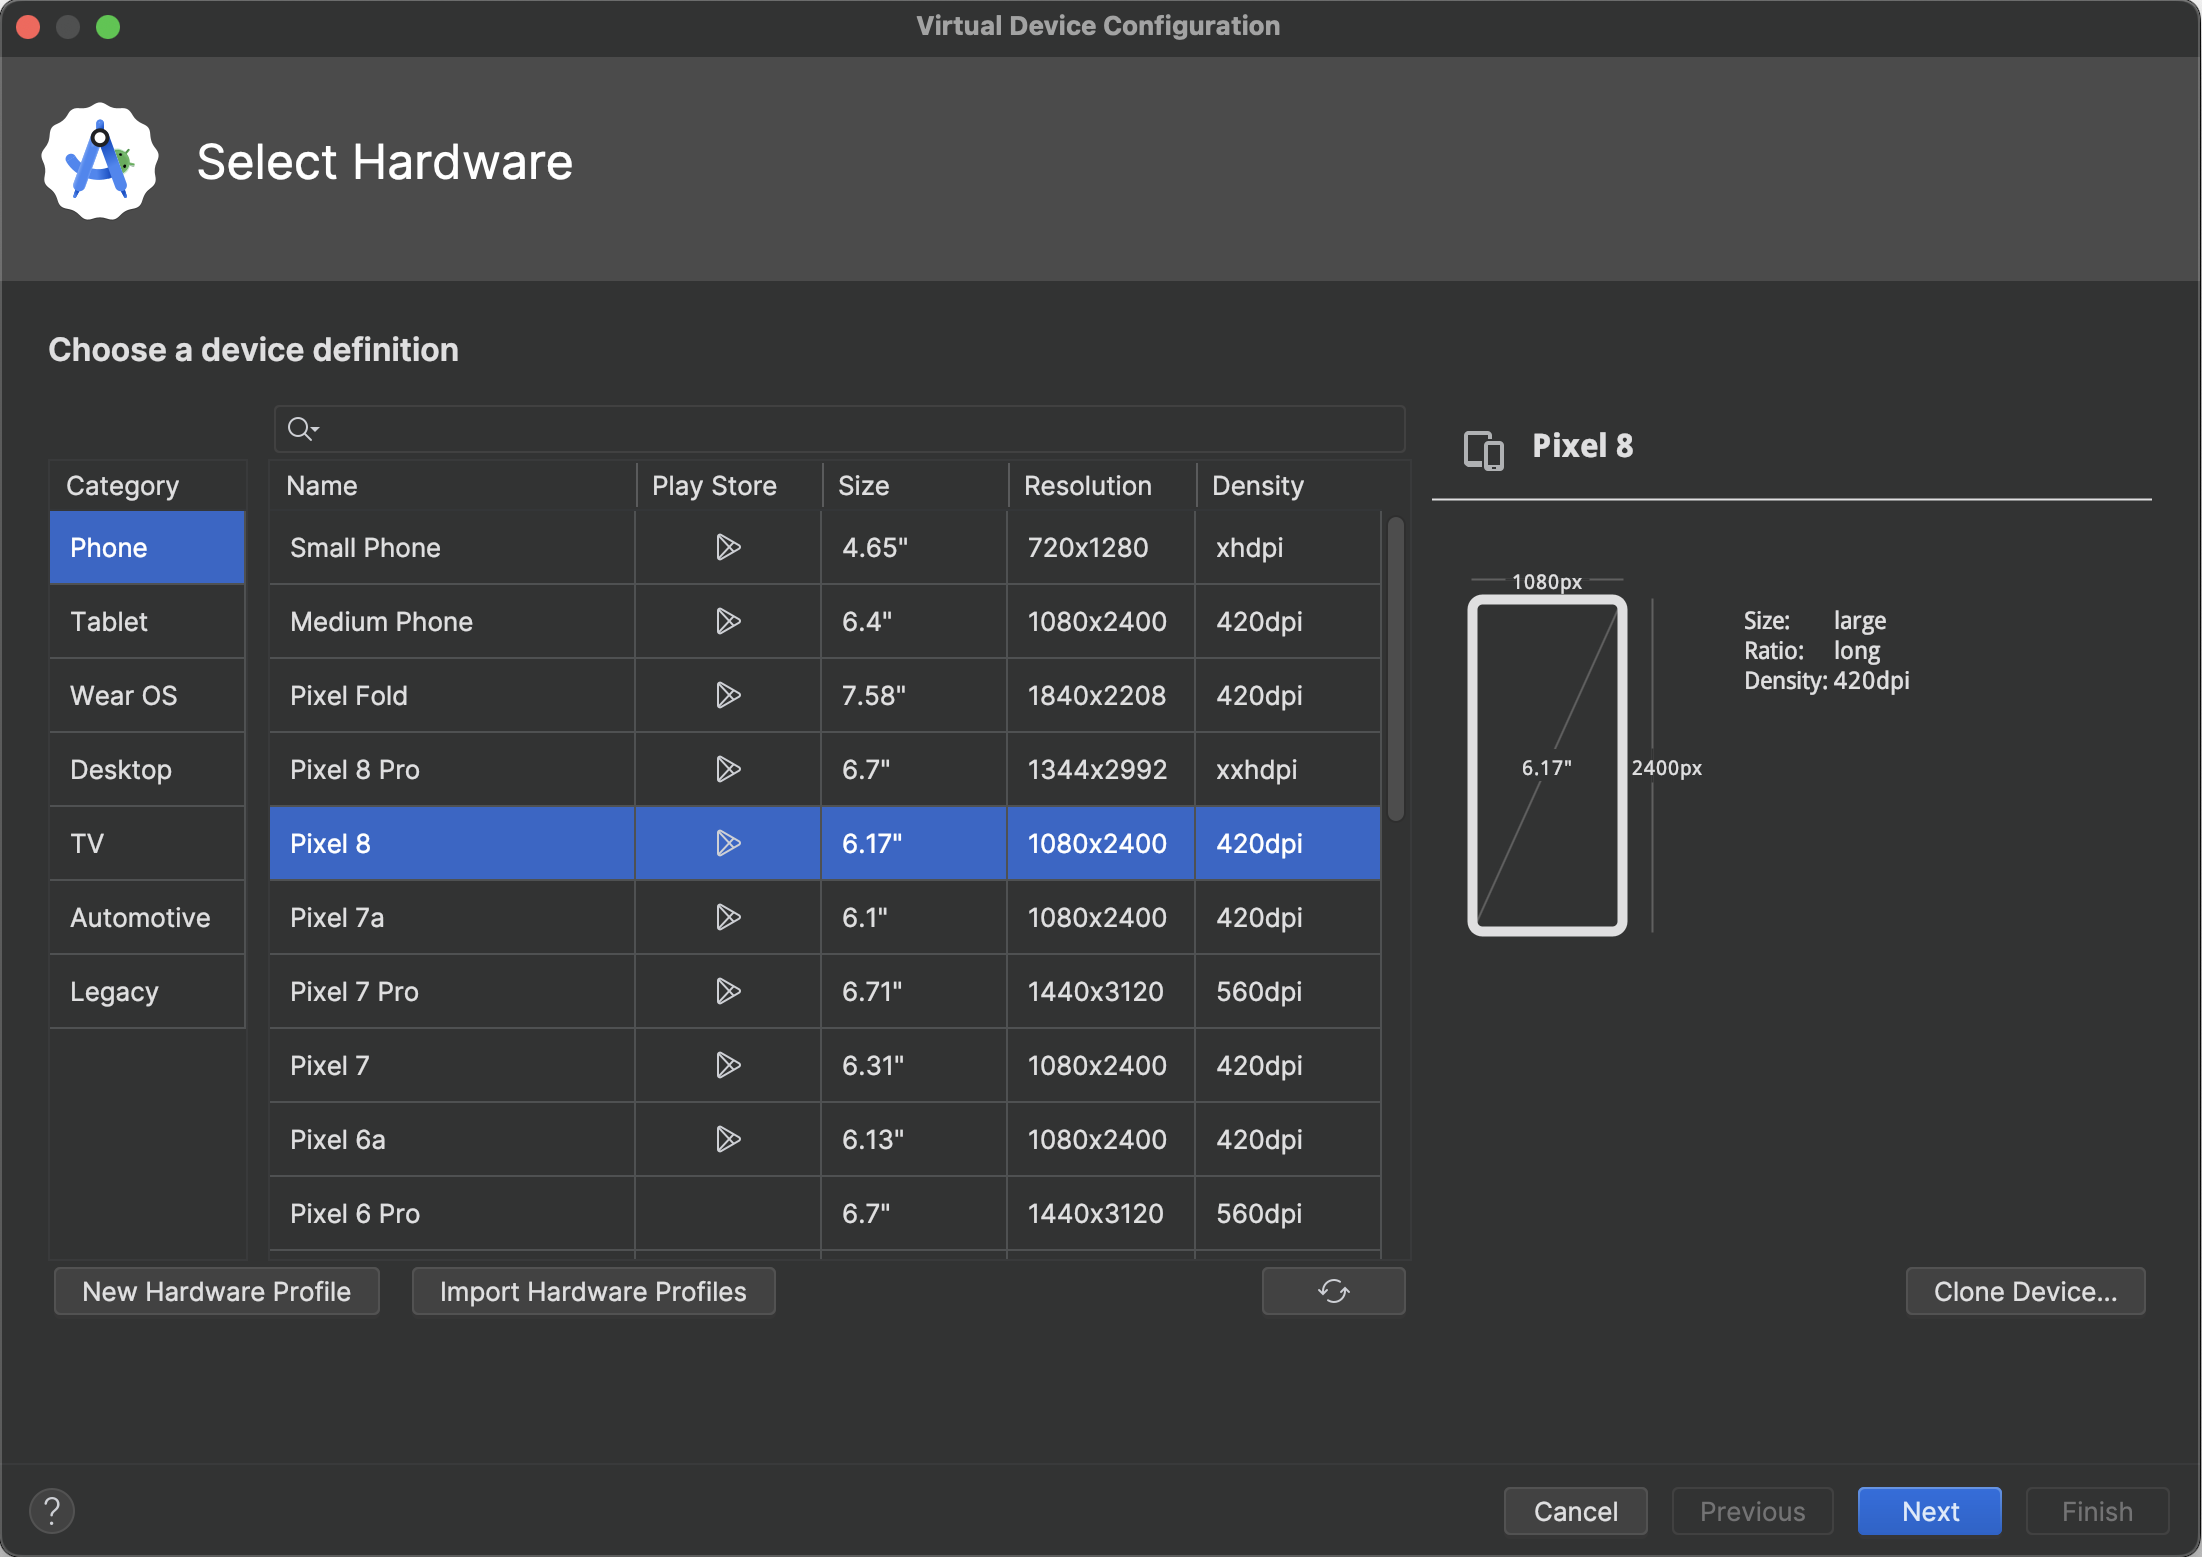 Virtual Device Configuration
Select Hardware
Choose a device definition
Category
Phone
Tablet
Wear OS
Desktop
TV
Automotive
Legacy
Name Play Store Size Resolution Density
Small Phone 4.65" 720x1280 xhdpi
Medium Phone 6.4" 1080x2400 420dpi
Pixel Fold 7.58" 1840x2208 420dpi
Pixel 8 Pro 6.7" 1344x2992 xxhdpi
Pixel 8 6.17" 1080x2400 420dpi
Pixel 7a 6.1" 1080x2400 420dpi
Pixel 7 Pro 6.71" 1440x3120 560dpi
Pixel 7 6.31" 1080x2400 420dpi
Pixel 6a 6.13" 1080x2400 420dpi
Pixel 6 Pro 6.7" 1440x3120 560dpi
Pixel 8
1080px
6.17"
2400px
Size: large
Ratio: long
Density: 420dpi
New Hardware Profile
Import Hardware Profiles
Clone Device...
?
Cancel
Previous
Next
Finish